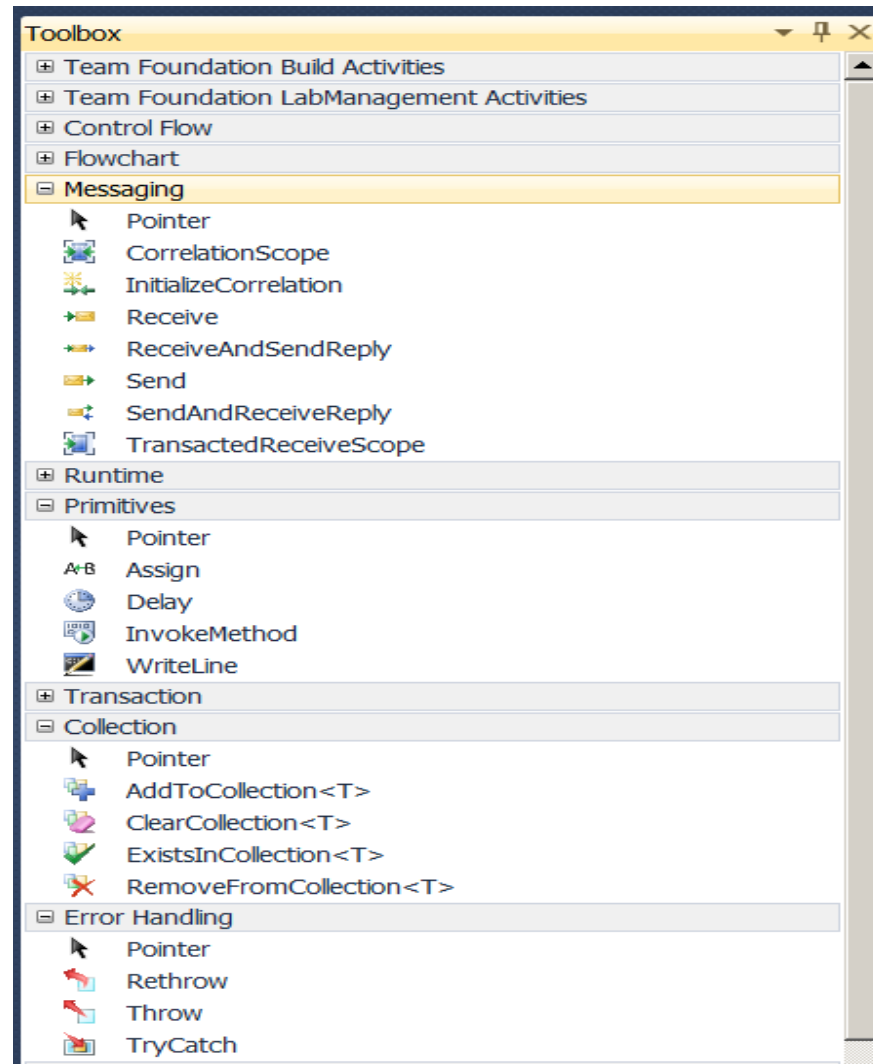 Toolbox
Team Foundation Build Activities
Team Foundation LabManagement Activities
Control Flow
Flowchart
Messaging
Pointer
CorrelationScope
InitializeCorrelation
Receive
ReceiveAndSendReply
Send
SendAndReceiveReply
TransactedReceiveScope
Runtime
Primitives
Pointer
A+B Assign
Delay
InvokeMethod
WriteLine
Transaction
Collection
Pointer
AddToCollection<T>
ClearCollection<T>
ExistsInCollection<T>
RemoveFromCollection<T>
Error Handling
Pointer
Rethrow
Throw
TryCatch